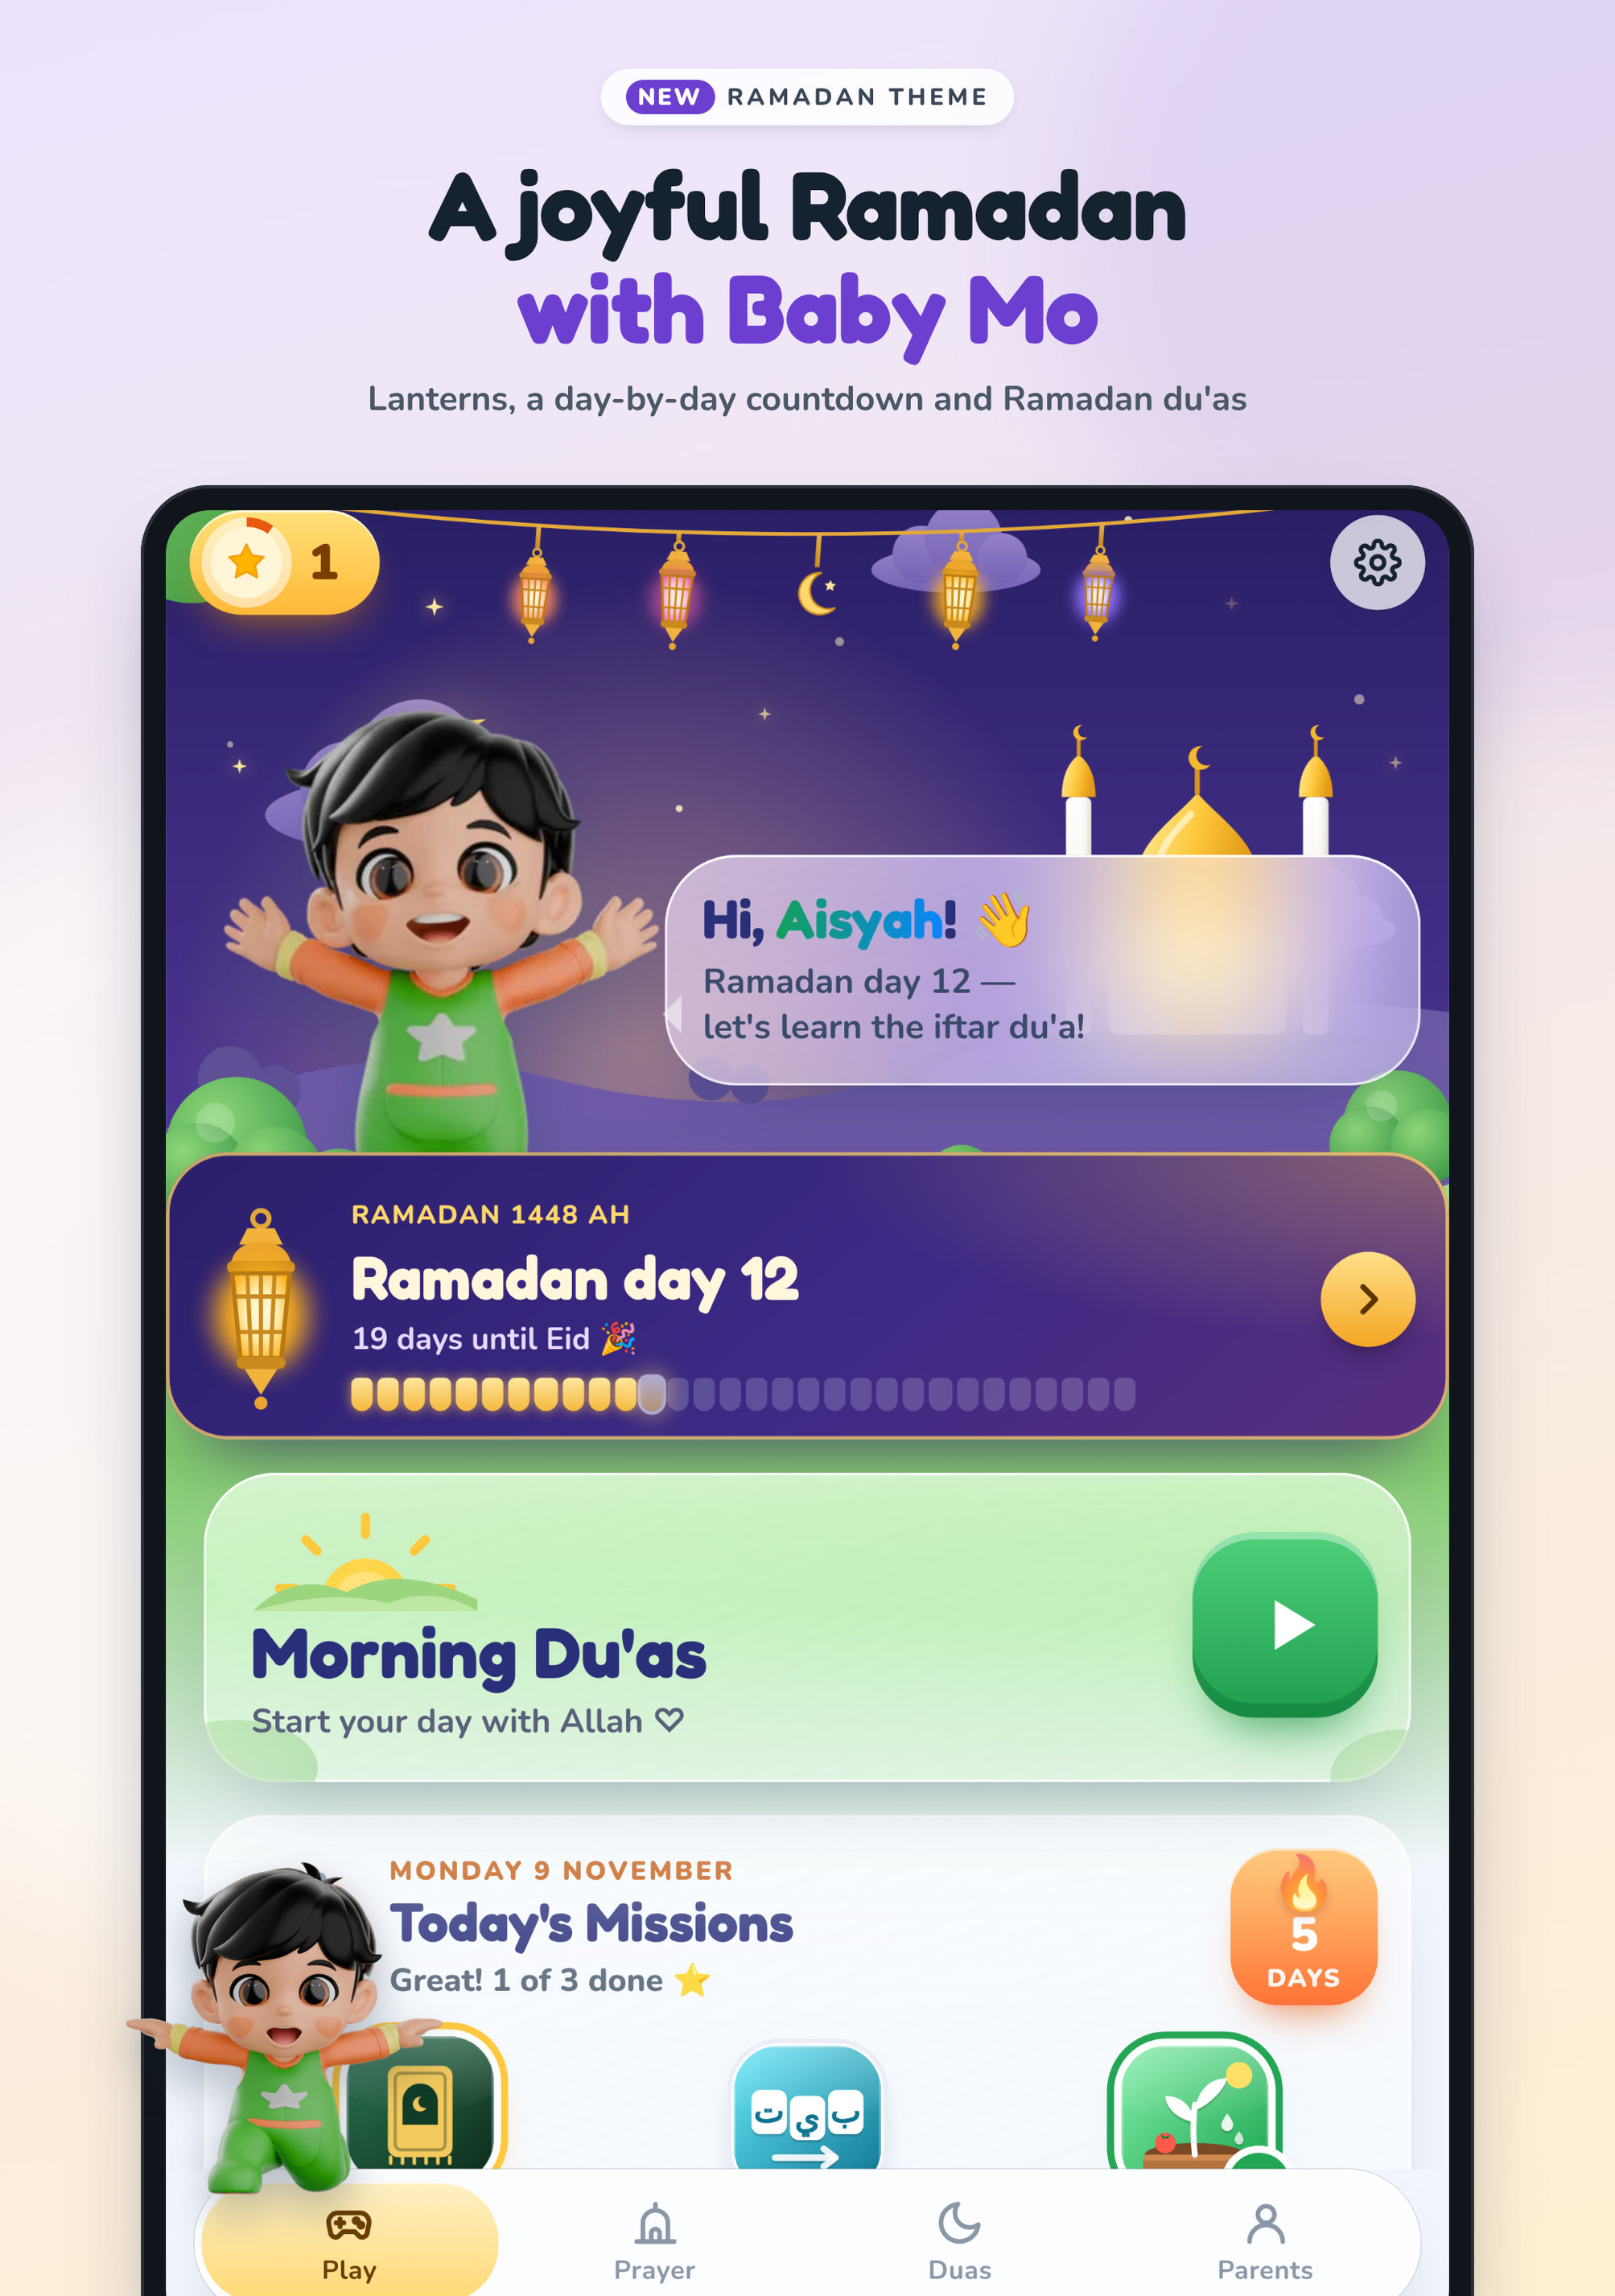 NEW RAMADAN THEME
A joyful Ramadan
with Baby Mo
Lanterns, a day-by-day countdown and Ramadan du'as
1
Hi, Aisyah! 👋
Ramadan day 12 —
let's learn the iftar du'a!
RAMADAN 1448 AH
Ramadan day 12
19 days until Eid 🎉
Morning Du'as
Start your day with Allah ♡
MONDAY 9 NOVEMBER
Today's Missions
Great! 1 of 3 done ⭐
5
DAYS
ب ي ت
Play
Prayer
Duas
Parents